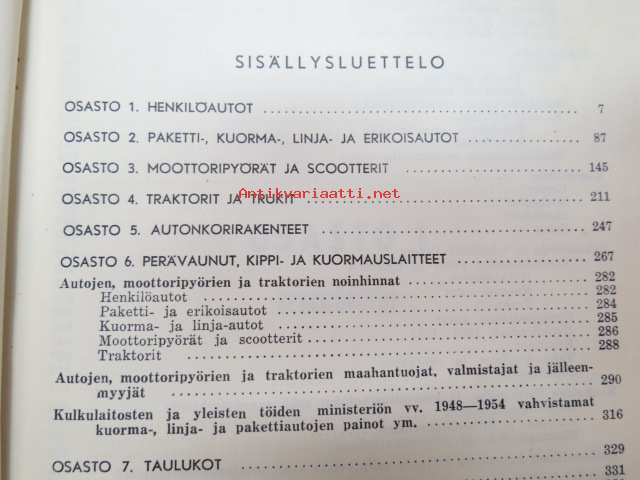 SISÄLLYSLUETTELO
OSASTO 1. HENKILÖAUTOT 7
OSASTO 2. PAKETTI-, KUORMA-, LINJA- JA ERIKOISAUTOT 87
OSASTO 3. MOOTTORIPYÖRÄT JA SCOOTTERIT 145
Antikvariaatti.net
OSASTO 4. TRAKTORIT JA TRUKIT 211
OSASTO 5. AUTONKORIRAKENTEET 247
OSASTO 6. PERÄVAUNUT, KIPPI- JA KUORMAUSLAITTEET 267
Autojen, moottoripyörien ja traktorien noinhinnat 282
Henkilöautot 282
Paketti- ja erikoisautot 284
Kuorma- ja linja-autot 285
Moottoripyörät ja scootterit 286
Traktorit 288
Autojen, moottoripyörien ja traktorien maahantuojat, valmistajat ja jälleen-
myyjät 290
Kulkulaitosten ja yleisten töiden ministeriön vv. 1948—1954 vahvistamat
kuorma-, linja- ja pakettiautojen painot ym. 316
OSASTO 7. TAULUKOT 329
331